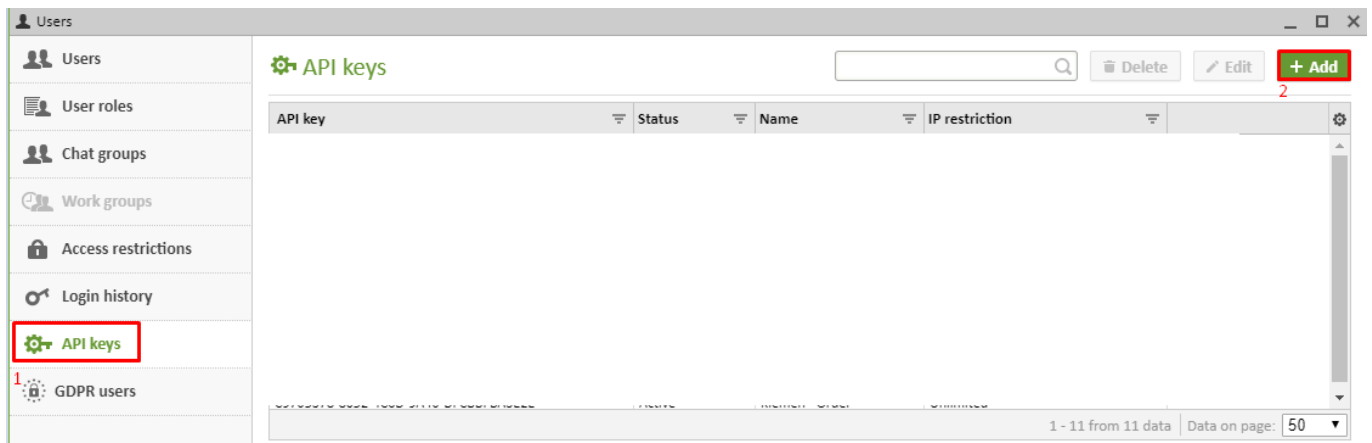 Users
Users
User roles
Chat groups
Work groups
Access restrictions
Login history
API keys
1
GDPR users
API keys
Delete
Edit
+ Add
2
API key Status Name IP restriction
1 - 11 from 11 data Data on page: 50